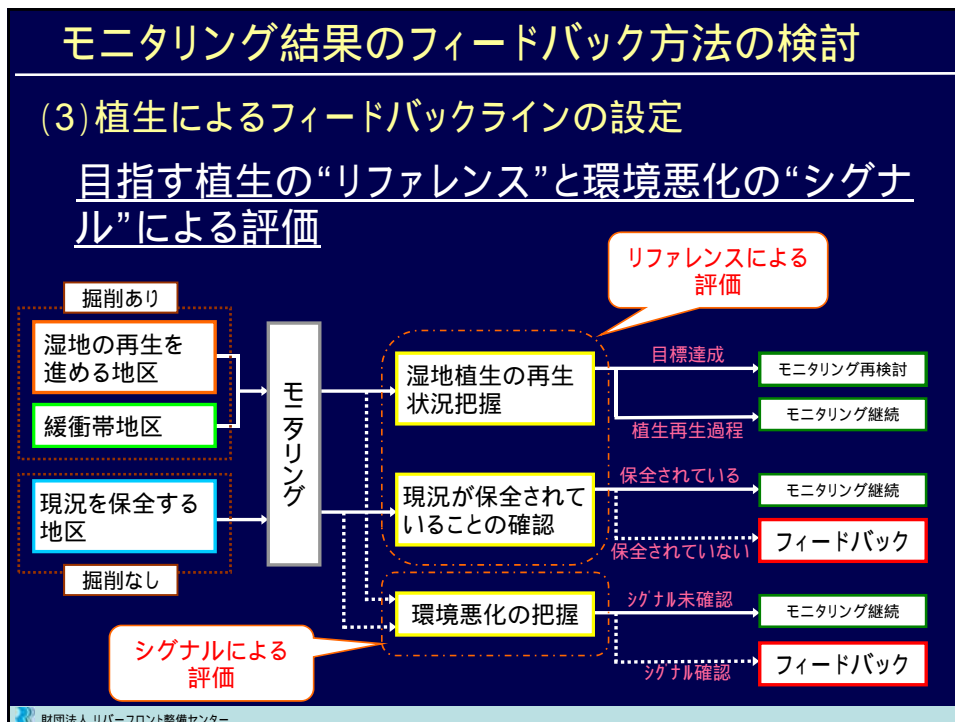 モニタリング結果のフィードバック方法の検討
(3)植生によるフィードバックラインの設定
目指す植生の“リファレンス”と環境悪化の“シグナ
ル”による評価
リファレンスによる
評価
掘削あり
湿地の再生を
進める地区
緩衝帯地区
現況を保全する
地区
掘削なし
モニタリング
湿地植生の再生
状況把握
現況が保全されて
いることの確認
環境悪化の把握
シグナルによる
評価
目標達成
モニタリング再検討
植生再生過程
モニタリング継続
保全されている
モニタリング継続
保全されていない
フィードバック
ｼｸﾞﾅﾙ未確認
モニタリング継続
ｼｸﾞﾅﾙ確認
フィードバック
財団法人 リバーフロント整備センター